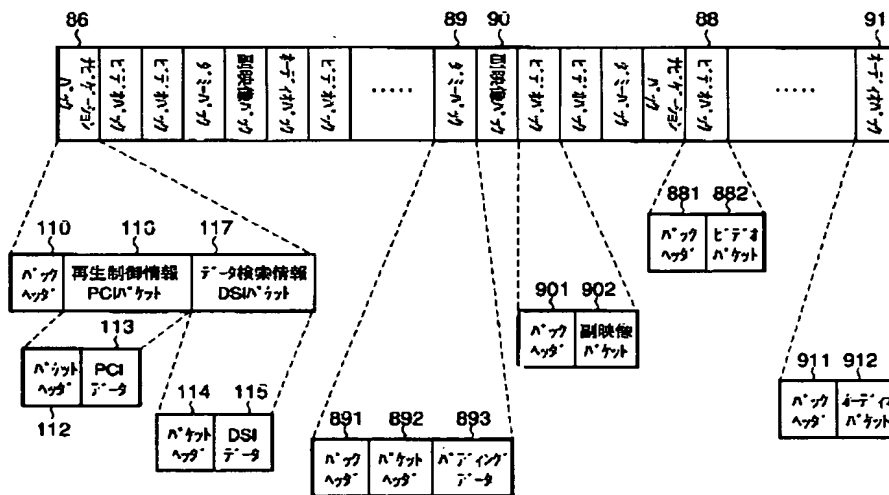 86
89
90
88
91
ナビゲーション
パック
ビデオパック
ビデオパック
ダミーパック
副映像パック
オーディオパック
ビデオパック
.....
ダミーパック
副映像パック
ビデオパック
ビデオパック
ダミーパック
ナビゲーション
パック
ビデオパック
.....
オーディオパック
110
116
117
パック
ヘッダ
再生制御情報
PCIパケット
データ検索情報
DSIパケット
881
882
パック
ヘッダ
ビデオ
パケット
901
902
パック
ヘッダ
副映像
パケット
113
パケット
ヘッダ
PCI
データ
112
114
115
パケット
ヘッダ
DSI
データ
911
912
パック
ヘッダ
オーディオ
パケット
891
892
893
パック
ヘッダ
パケット
ヘッダ
パディング
データ